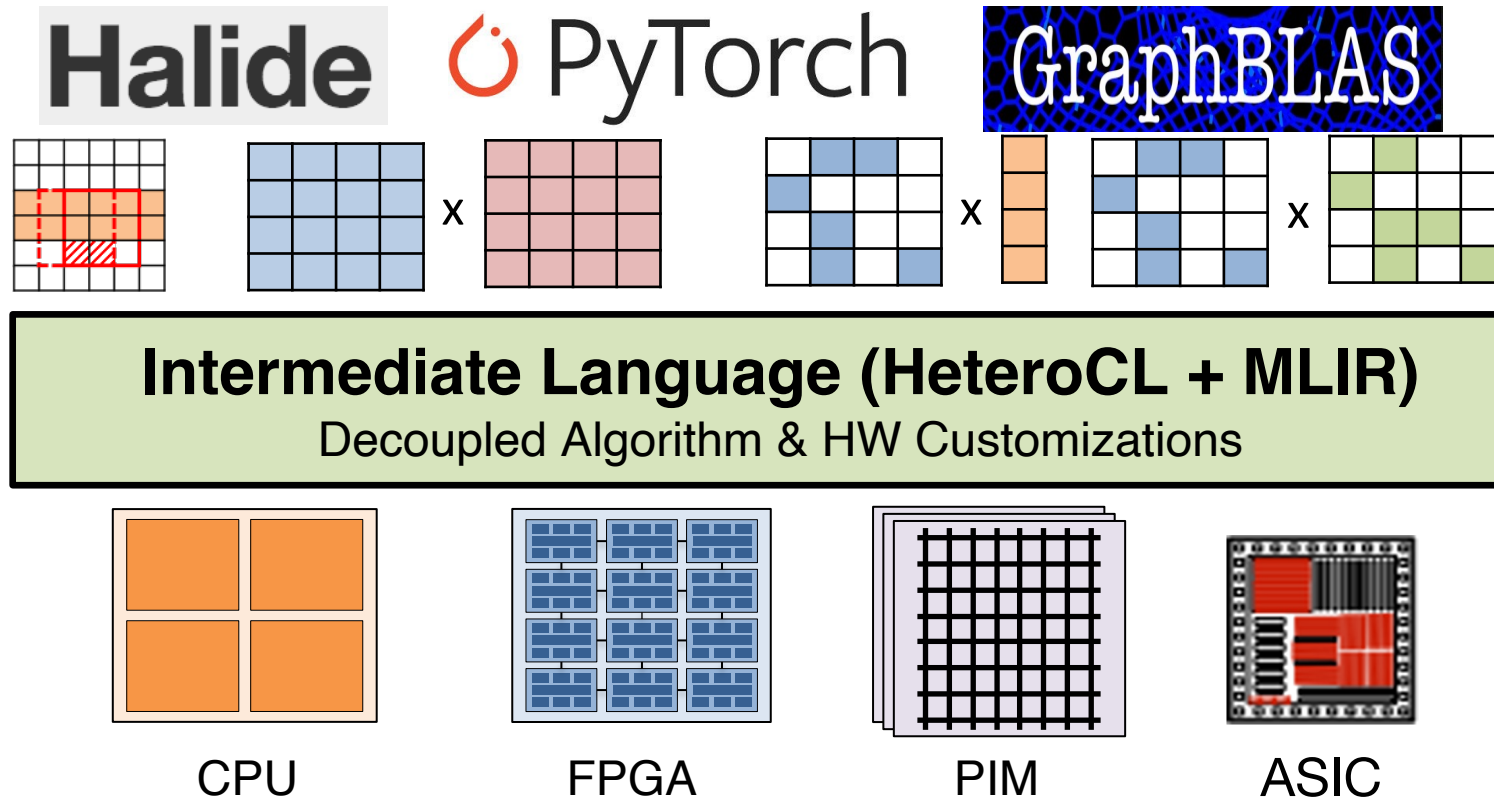 Halide
PyTorch
GraphBLAS
x
x
x
Intermediate Language (HeteroCL + MLIR)
Decoupled Algorithm & HW Customizations
CPU
FPGA
PIM
ASIC